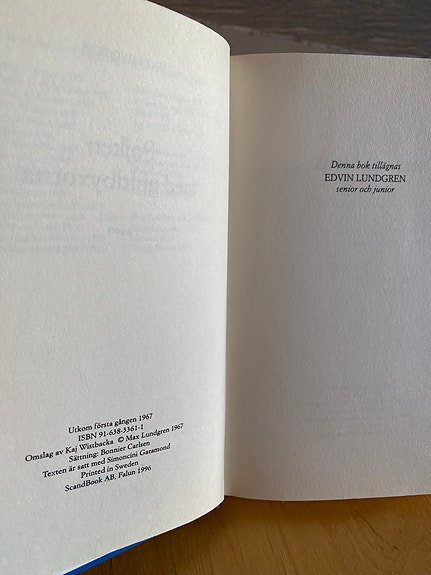 Utkom första gången 1967
ISBN 91-638-3361-1
Omslag av Kaj Wistbacka © Max Lundgren 1967
Sättning: Bonnier Carlsen
Texten är satt med Simoncini Garamond
Printed in Sweden
ScandBook AB, Falun 1996
Denna bok tillägnas
EDVIN LUNDGREN
senior och junior